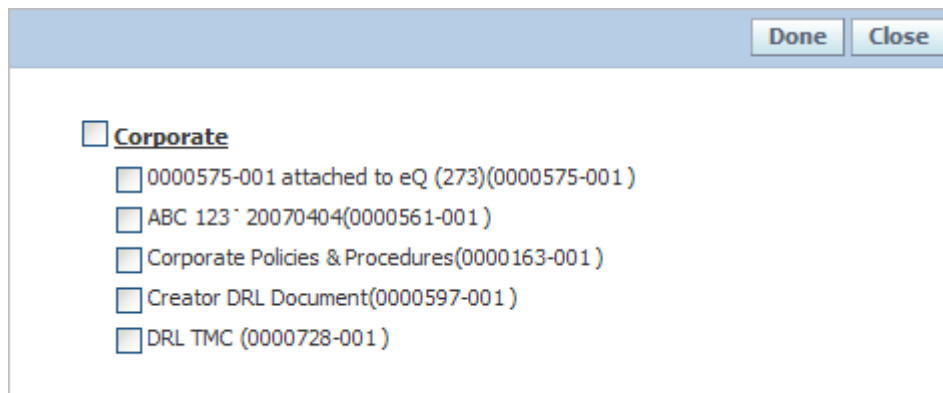 Done Close
Corporate
0000575-001 attached to eQ (273)(0000575-001 )
ABC 123` 20070404(0000561-001 )
Corporate Policies & Procedures(0000163-001 )
Creator DRL Document(0000597-001 )
DRL TMC (0000728-001 )